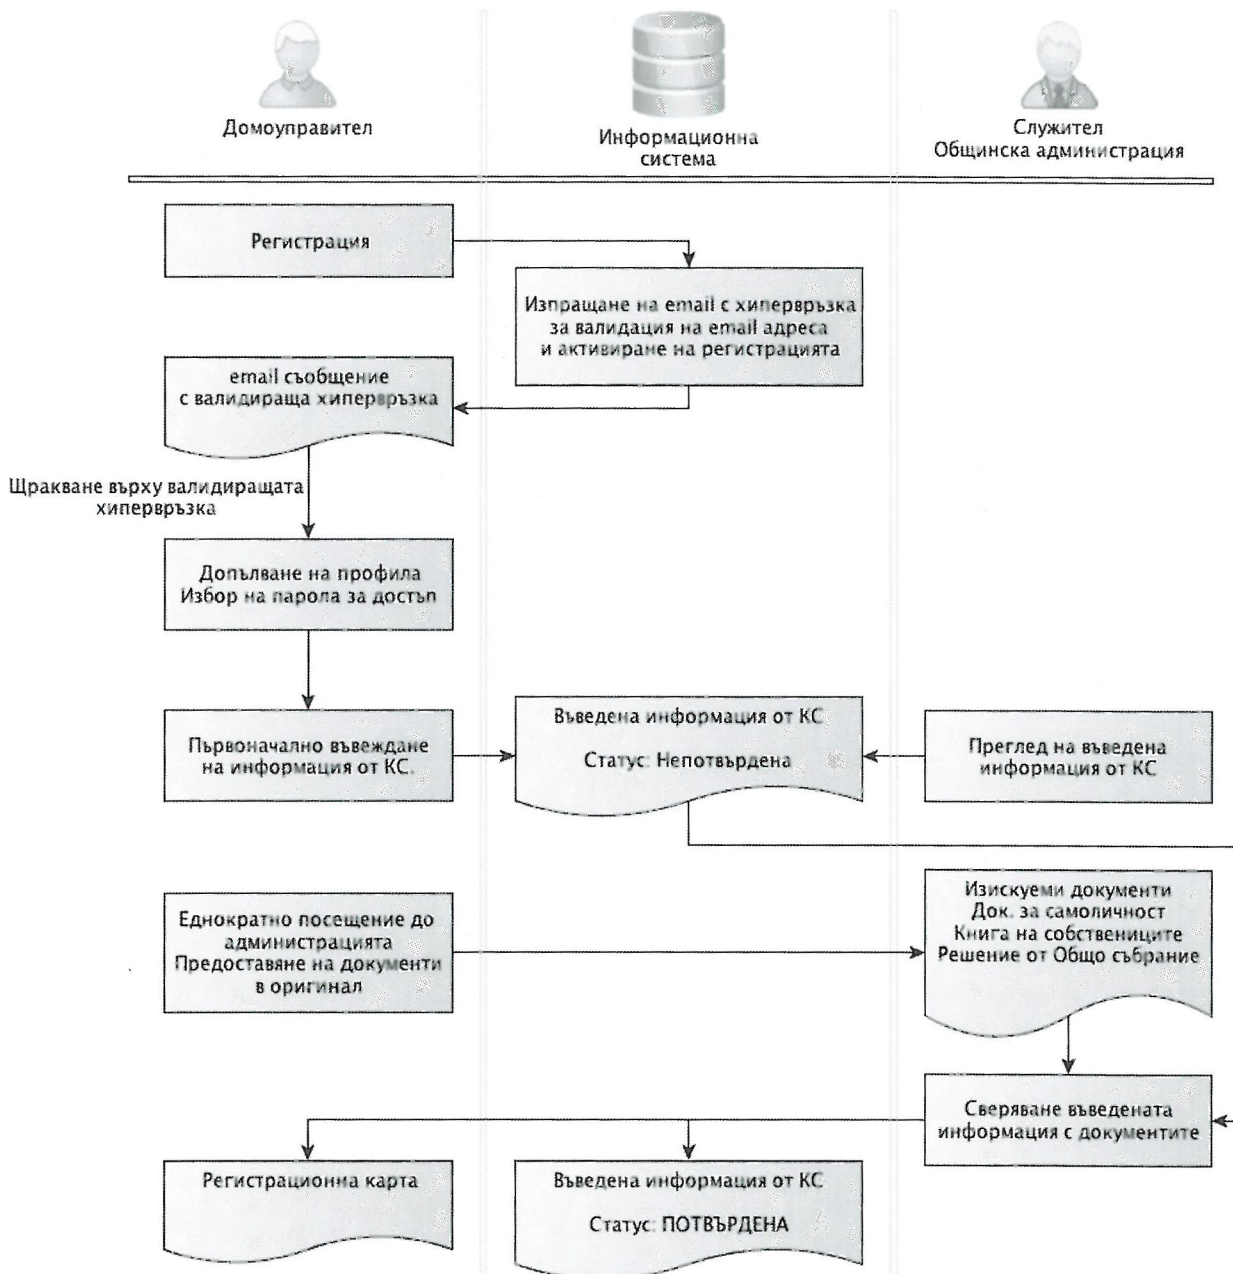 Домоуправител
Информационна
система
Служител
Общинска администрация
Регистрация
Изпращане на email с хипервръзка
за валидация на email адреса
и активиране на регистрацията
email съобщение
с валидираща хипервръзка
Щракване върху валидиращата
хипервръзка
Допълване на профила
Избор на парола за достъп
Първоначално въвеждане
на информация от КС.
Въведена информация от КС
Статус: Непотвърдена
Преглед на въведена
информация от КС
Еднократно посещение до
администрацията
Предоставяне на документи
в оригинал
Изискуеми документи
Док. за самоличност
Книга на собствениците
Решение от Общо събрание
Сверяване въведената
информация с документите
Регистрационна карта
Въведена информация от КС
Статус: ПОТВЪРДЕНА